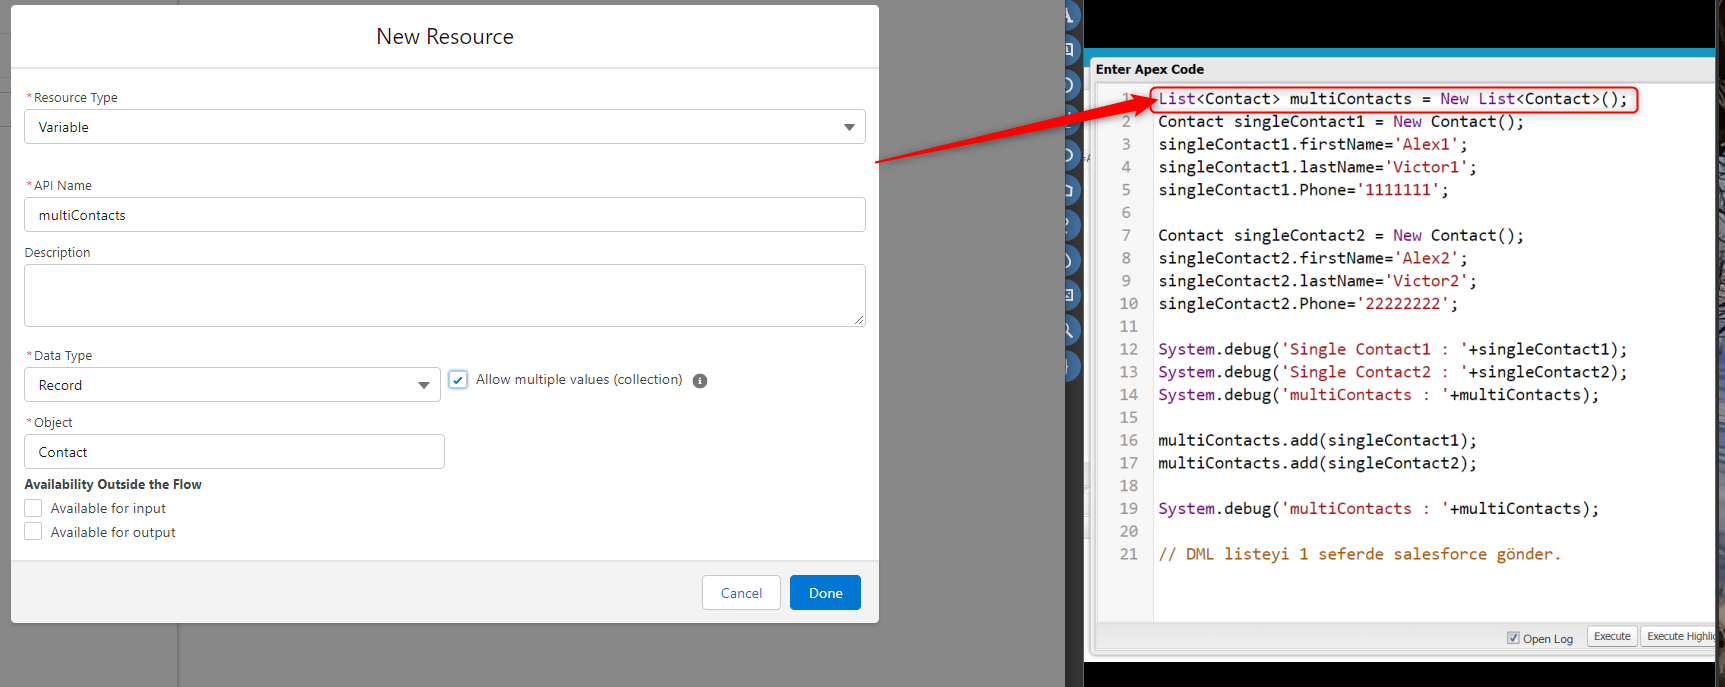 New Resource
* Resource Type
Variable
* API Name
multiContacts
Description
* Data Type
Record
Allow multiple values (collection)
* Object
Contact
Availability Outside the Flow
Available for input
Available for output
Cancel
Done
Enter Apex Code
1 List<Contact> multiContacts = New List<Contact>();
2 Contact singleContact1 = New Contact();
3 singleContact1.firstName='Alex1';
4 singleContact1.lastName='Victor1';
5 singleContact1.Phone='1111111';
6
7 Contact singleContact2 = New Contact();
8 singleContact2.firstName='Alex2';
9 singleContact2.lastName='Victor2';
10 singleContact2.Phone='22222222';
11
12 System.debug('Single Contact1 : '+singleContact1);
13 System.debug('Single Contact2 : '+singleContact2);
14 System.debug('multiContacts : '+multiContacts);
15
16 multiContacts.add(singleContact1);
17 multiContacts.add(singleContact2);
18
19 System.debug('multiContacts : '+multiContacts);
20
21 // DML listeyi 1 seferde salesforce gönder.
Open Log
Execute
Execute Highlig